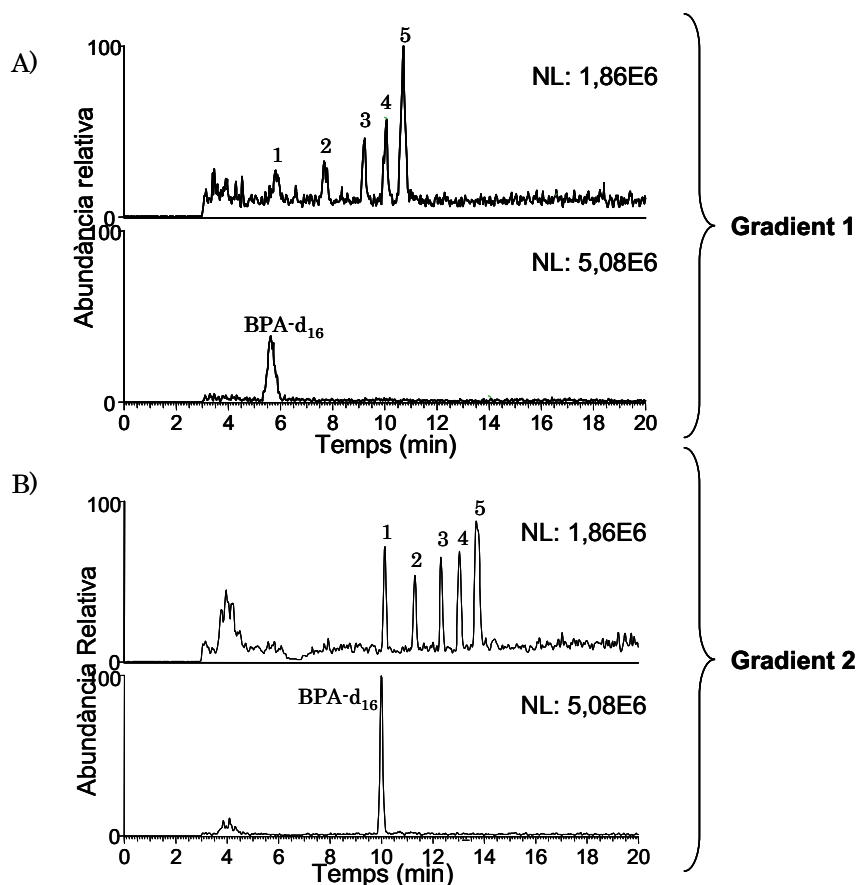 A)
Abundància relativa
100
0
1
2
3
4
5
NL: 1,86E6
100
0
BPA-d16
NL: 5,08E6
0 2 4 6 8 10 12 14 16 18 20
Temps (min)
Gradient 1
B)
Abundància Relativa
100
0
1
2
3
4
5
NL: 1,86E6
100
0
BPA-d16
NL: 5,08E6
0 2 4 6 8 10 12 14 16 18 20
Temps (min)
Gradient 2